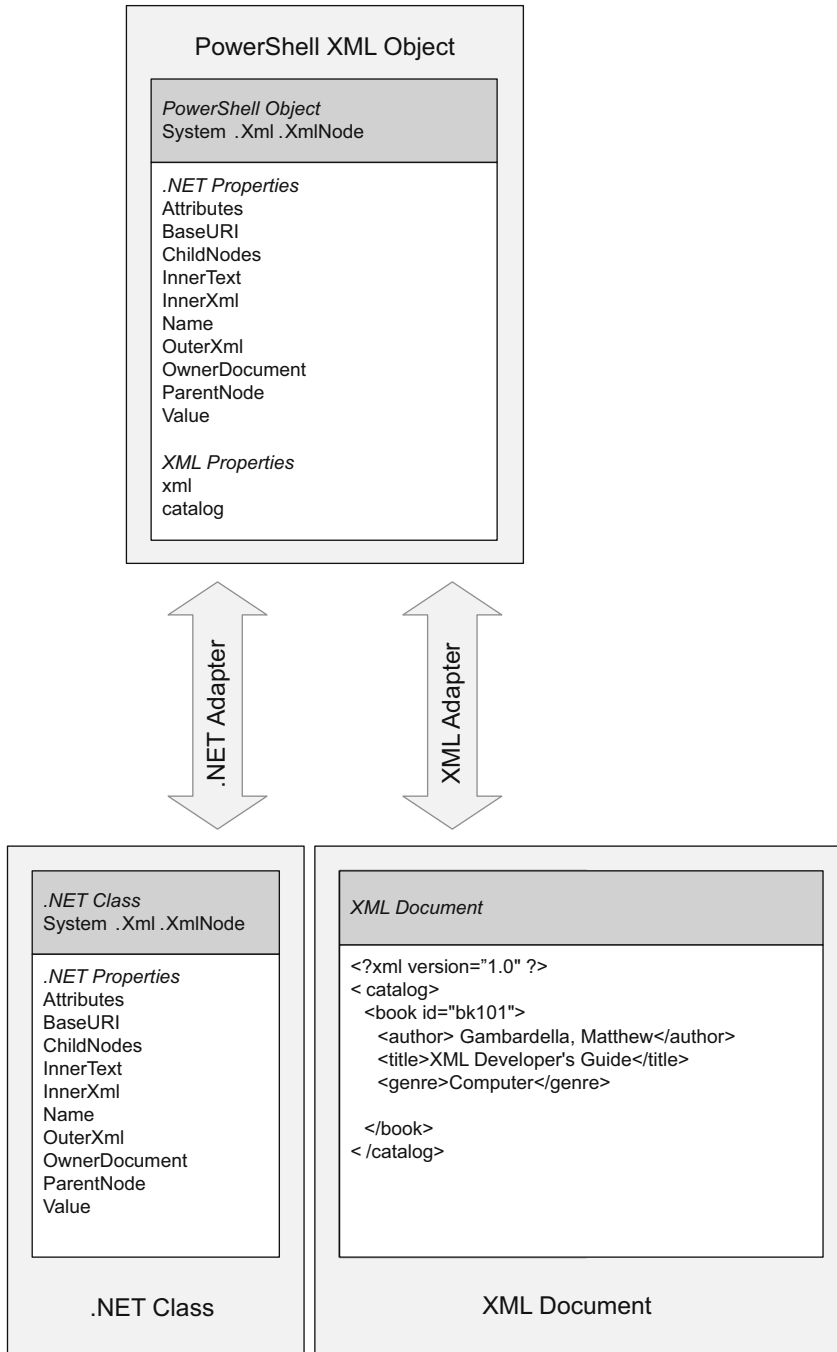 PowerShell XML Object
PowerShell Object
System .Xml .XmlNode
.NET Properties
Attributes
BaseURI
ChildNodes
InnerText
InnerXml
Name
OuterXml
OwnerDocument
ParentNode
Value
XML Properties
xml
catalog
.NET Adapter
XML Adapter
.NET Class
System .Xml .XmlNode
.NET Properties
Attributes
BaseURI
ChildNodes
InnerText
InnerXml
Name
OuterXml
OwnerDocument
ParentNode
Value
.NET Class
XML Document
<?xml version=”1.0" ?>
< catalog>
<book id="bk101">
<author> Gambardella, Matthew</author>
<title>XML Developer's Guide</title>
<genre>Computer</genre>
</book>
< /catalog>
XML Document